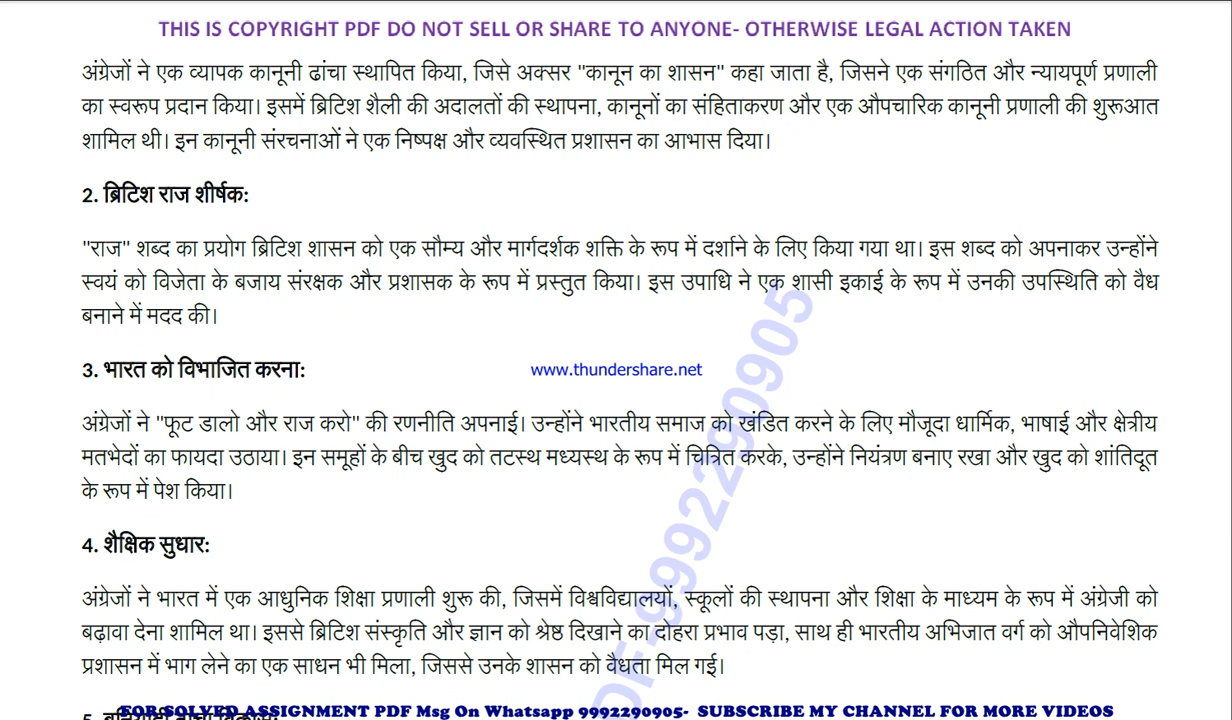 THIS IS COPYRIGHT PDF DO NOT SELL OR SHARE TO ANYONE- OTHERWISE LEGAL ACTION TAKEN
अंग्रेजों ने एक व्यापक कानूनी ढांचा स्थापित किया, जिसे अक्सर "कानून का शासन" कहा जाता है, जिसने एक संगठित और न्यायपूर्ण प्रणाली
का स्वरूप प्रदान किया। इसमें ब्रिटिश शैली की अदालतों की स्थापना, कानूनों का संहिताकरण और एक औपचारिक कानूनी प्रणाली की शुरूआत
शामिल थी। इन कानूनी संरचनाओं ने एक निष्पक्ष और व्यवस्थित प्रशासन का आभास दिया।
2. ब्रिटिश राज शीर्षक:
"राज" शब्द का प्रयोग ब्रिटिश शासन को एक सौम्य और मार्गदर्शक शक्ति के रूप में दर्शाने के लिए किया गया था। इस शब्द को अपनाकर उन्होंने
स्वयं को विजेता के बजाय संरक्षक और प्रशासक के रूप में प्रस्तुत किया। इस उपाधि ने एक शासी इकाई के रूप में उनकी उपस्थिति को वैध
बनाने में मदद की।
3. भारत को विभाजित करना:
www.thundershare.net
अंग्रेजों ने "फूट डालो और राज करो" की रणनीति अपनाई। उन्होंने भारतीय समाज को खंडित करने के लिए मौजूदा धार्मिक, भाषाई और क्षेत्रीय
मतभेदों का फायदा उठाया। इन समूहों के बीच खुद को तटस्थ मध्यस्थ के रूप में चित्रित करके, उन्होंने नियंत्रण बनाए रखा और खुद को शांतिदूत
के रूप में पेश किया।
4. शैक्षिक सुधार:
अंग्रेजों ने भारत में एक आधुनिक शिक्षा प्रणाली शुरू की, जिसमें विश्वविद्यालयों, स्कूलों की स्थापना और शिक्षा के माध्यम के रूप में अंग्रेजी को
बढ़ावा देना शामिल था। इससे ब्रिटिश संस्कृति और ज्ञान को श्रेष्ठ दिखाने का दोहरा प्रभाव पड़ा, साथ ही भारतीय अभिजात वर्ग को औपनिवेशिक
प्रशासन में भाग लेने का एक साधन भी मिला, जिससे उनके शासन को वैधता मिल गई।
PDF-9992290905
FOR SOLVED ASSIGNMENT PDF Msg On Whatsapp 9992290905- SUBSCRIBE MY CHANNEL FOR MORE VIDEOS